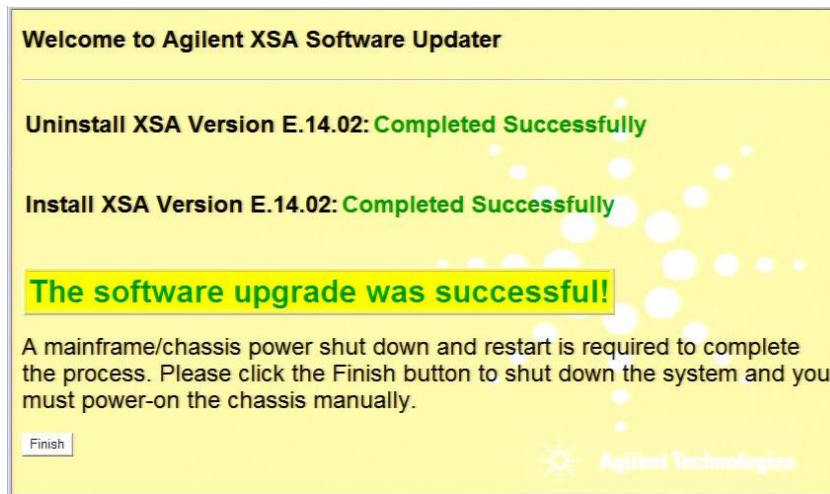 Welcome to Agilent XSA Software Updater
Uninstall XSA Version E.14.02: Completed Successfully
Install XSA Version E.14.02: Completed Successfully
The software upgrade was successful!
A mainframe/chassis power shut down and restart is required to complete
the process. Please click the Finish button to shut down the system and you
must power-on the chassis manually.
Finish
Agilent Technologies